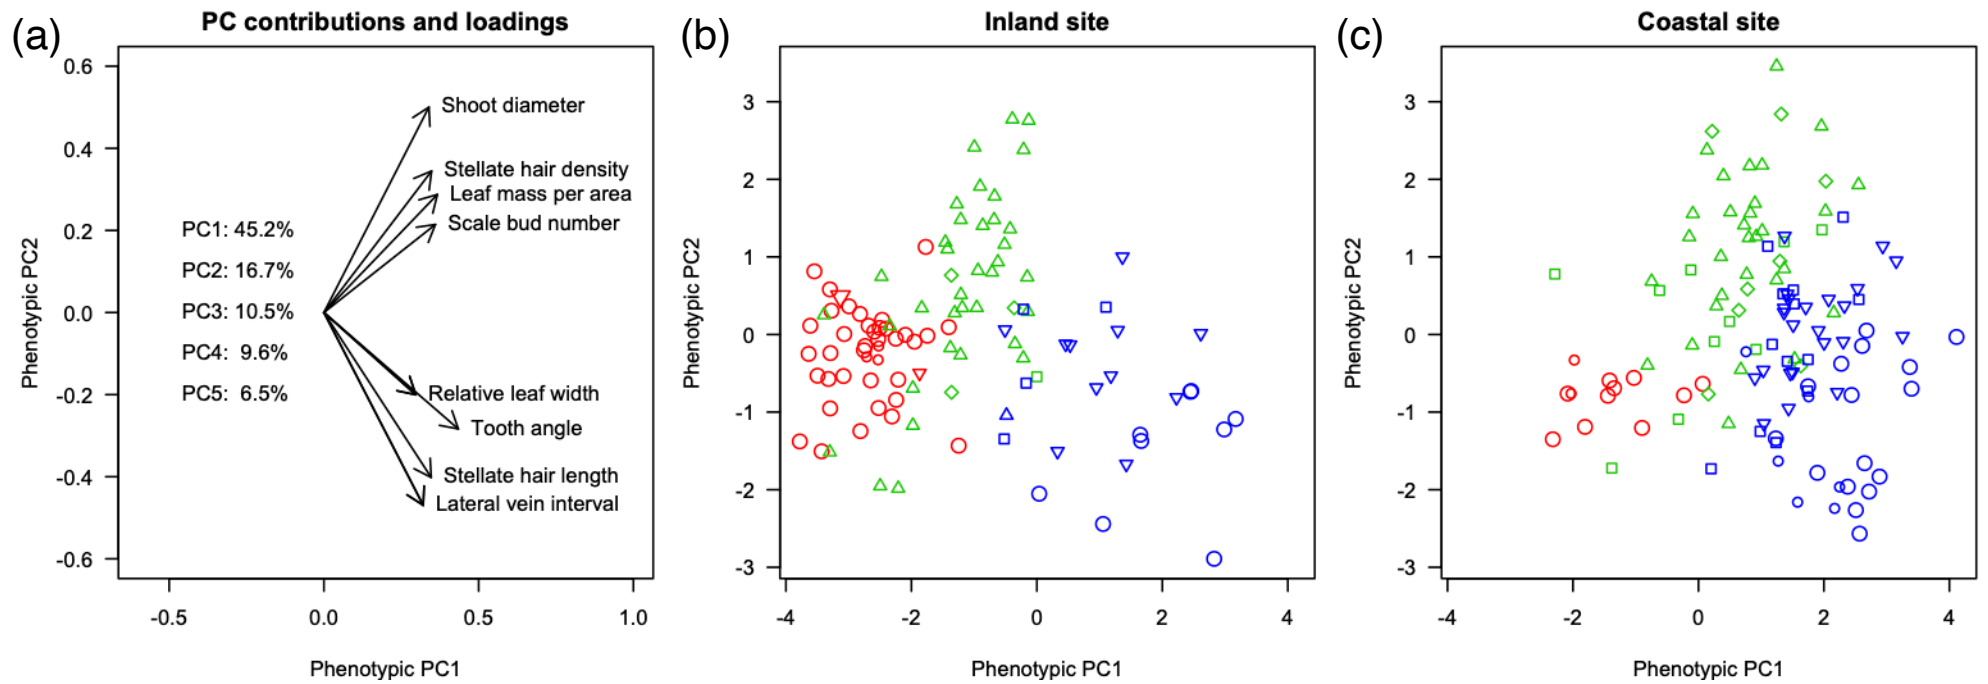 (a)
PC contributions and loadings
0.6
0.4
0.2
0.0
-0.2
-0.4
-0.6
Phenotypic PC2
Shoot diameter
Stellate hair density
Leaf mass per area
Scale bud number
PC1: 45.2%
PC2: 16.7%
PC3: 10.5%
PC4: 9.6%
PC5: 6.5%
Relative leaf width
Tooth angle
Stellate hair length
Lateral vein interval
-0.5 0.0 0.5 1.0
Phenotypic PC1
(b)
Inland site
3
2
1
0
-1
-2
-3
Phenotypic PC2
-4 -2 0 2 4
Phenotypic PC1
(c)
Coastal site
3
2
1
0
-1
-2
-3
Phenotypic PC2
-4 -2 0 2 4
Phenotypic PC1